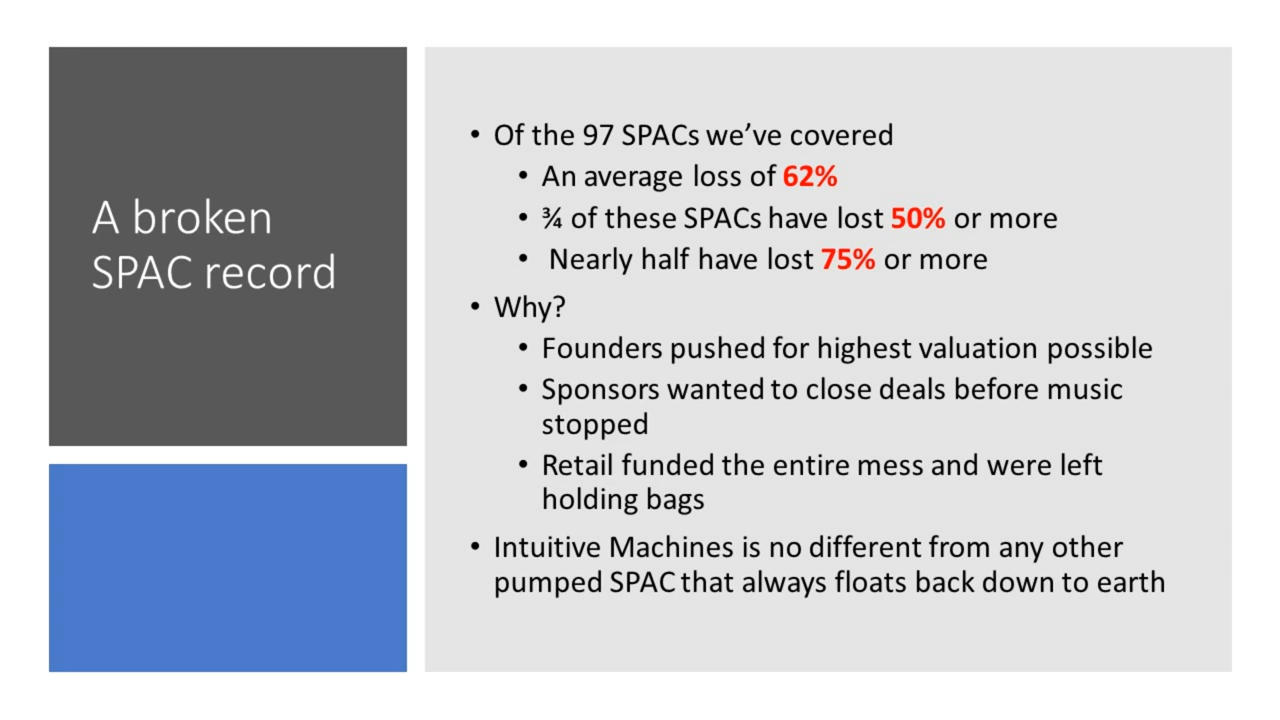 A broken
SPAC record
• Of the 97 SPACs we’ve covered
• An average loss of 62%
• ¾ of these SPACs have lost 50% or more
• Nearly half have lost 75% or more
• Why?
• Founders pushed for highest valuation possible
• Sponsors wanted to close deals before music
stopped
• Retail funded the entire mess and were left
holding bags
• Intuitive Machines is no different from any other
pumped SPAC that always floats back down to earth